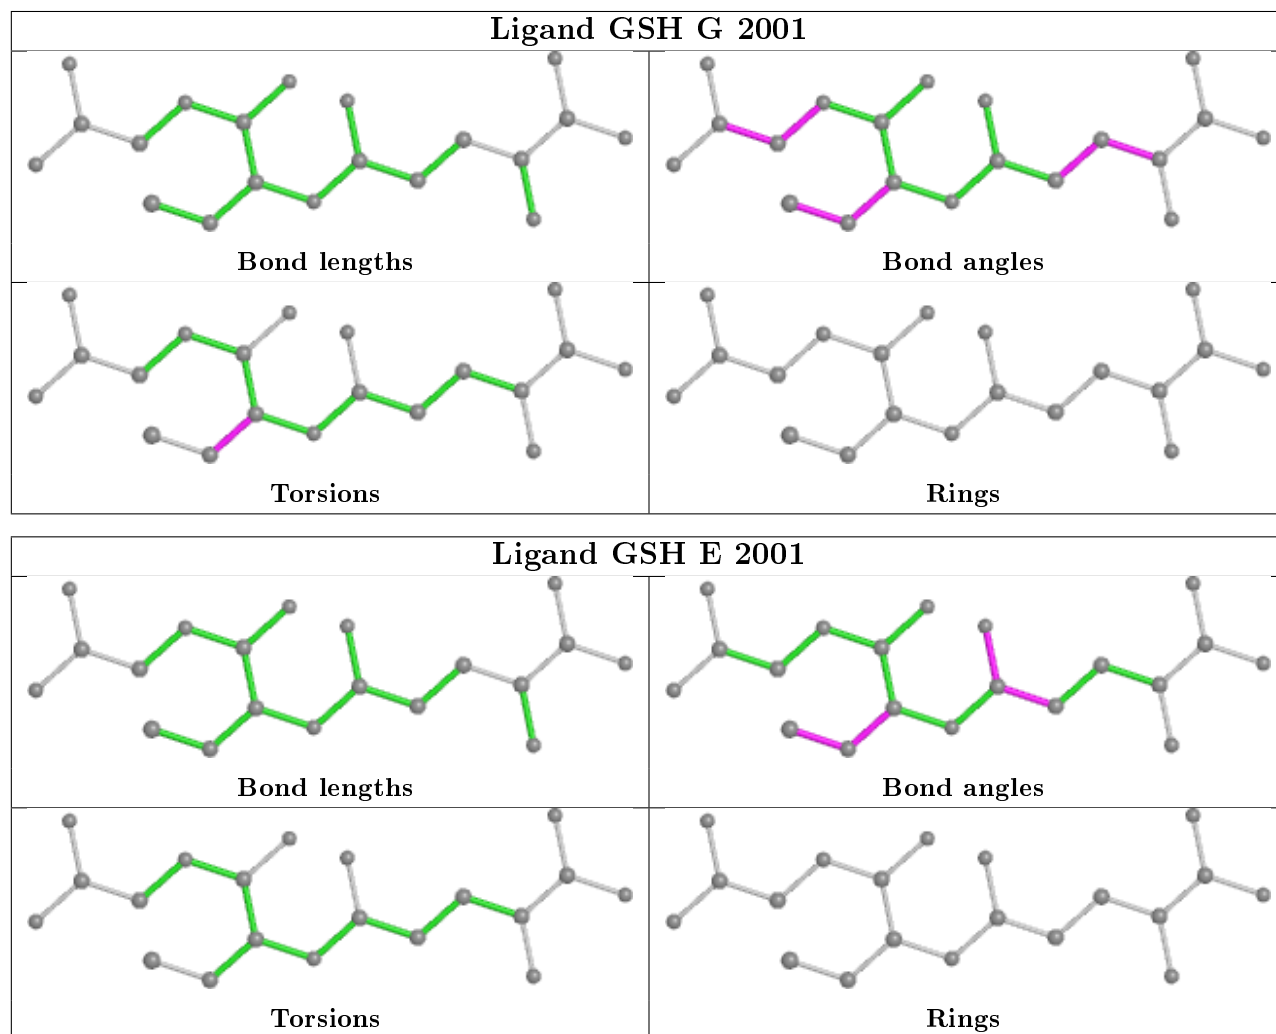 Ligand GSH G 2001
Bond lengths
Bond angles
Torsions
Rings
Ligand GSH E 2001
Bond lengths
Bond angles
Torsions
Rings